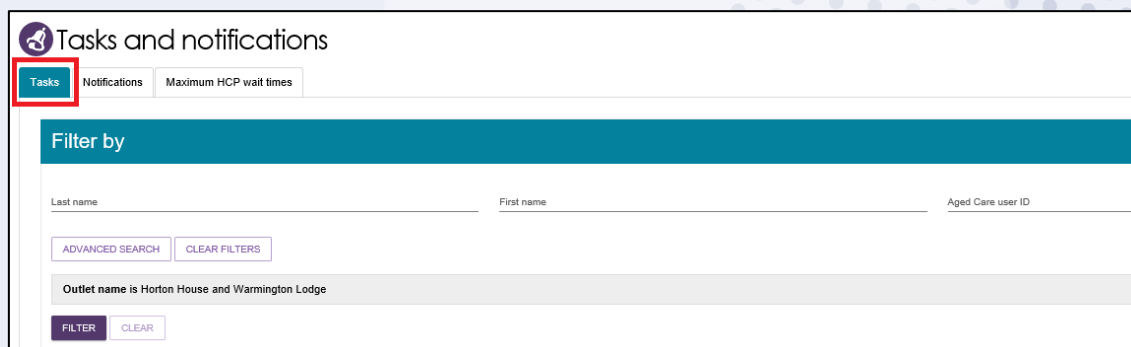 Tasks and notifications
Tasks Notifications Maximum HCP wait times
Filter by
Last name First name Aged Care user ID
ADVANCED SEARCH CLEAR FILTERS
Outlet name is Horton House and Warmington Lodge
FILTER CLEAR